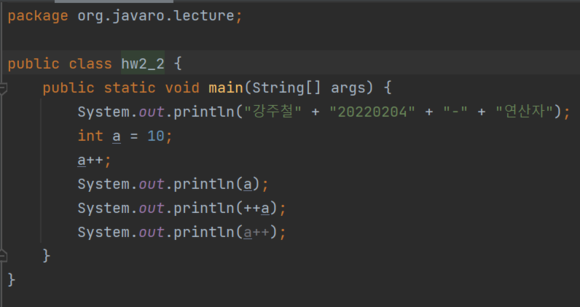 package org.javaro.lecture;
public class hw2_2 {
public static void main(String[] args) {
System.out.println("강주철" + "20220204" + "-" + "연산자");
int a = 10;
a++;
System.out.println(a);
System.out.println(++a);
System.out.println(a++);
}
}